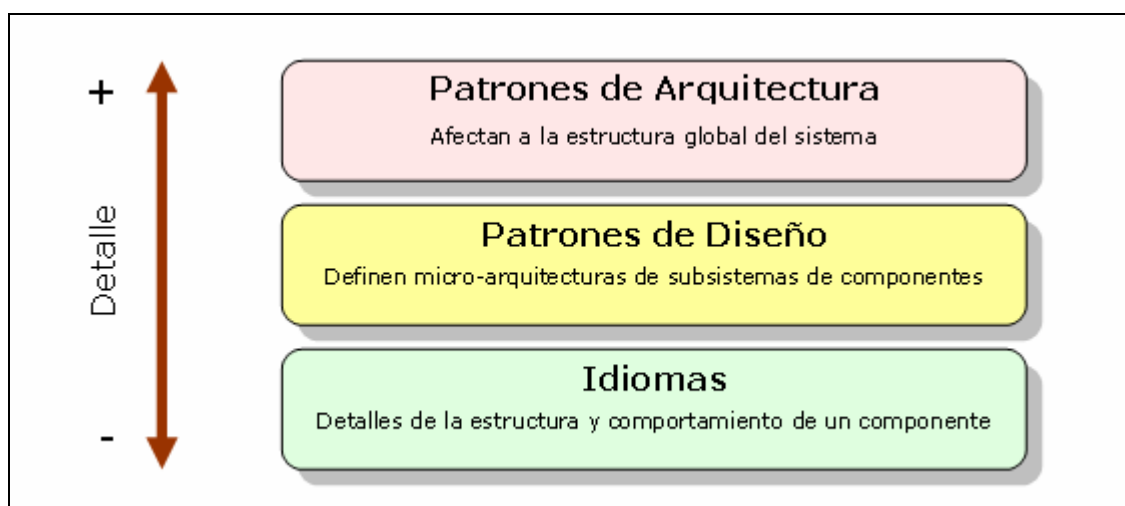 +
Patrones de Arquitectura
Afectan a la estructura global del sistema
Detalle
Patrones de Diseño
Definen micro-arquitecturas de subsistemas de componentes
Idiomas
Detalles de la estructura y comportamiento de un componente
-